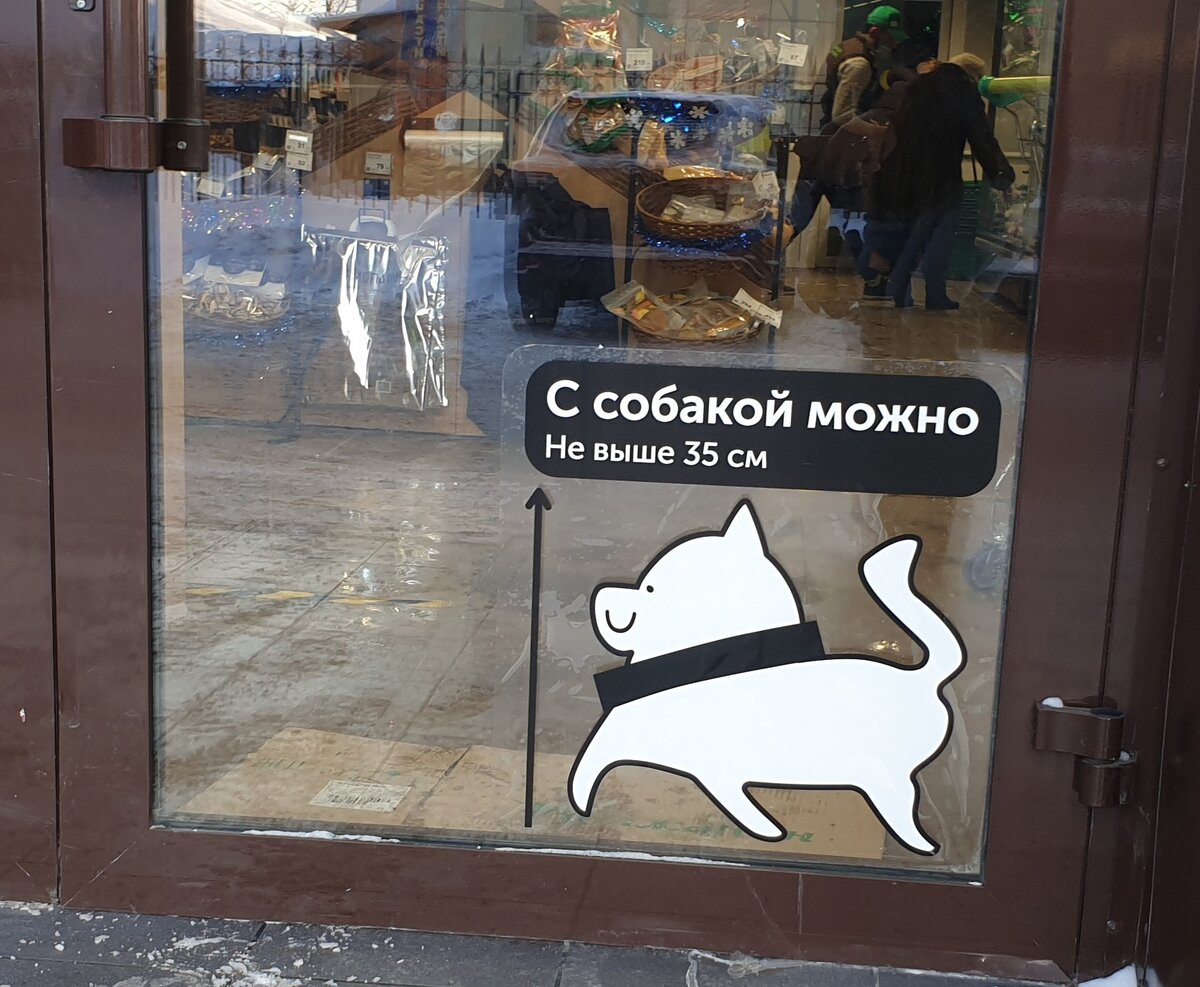 С собакой можно
Не выше 35 см